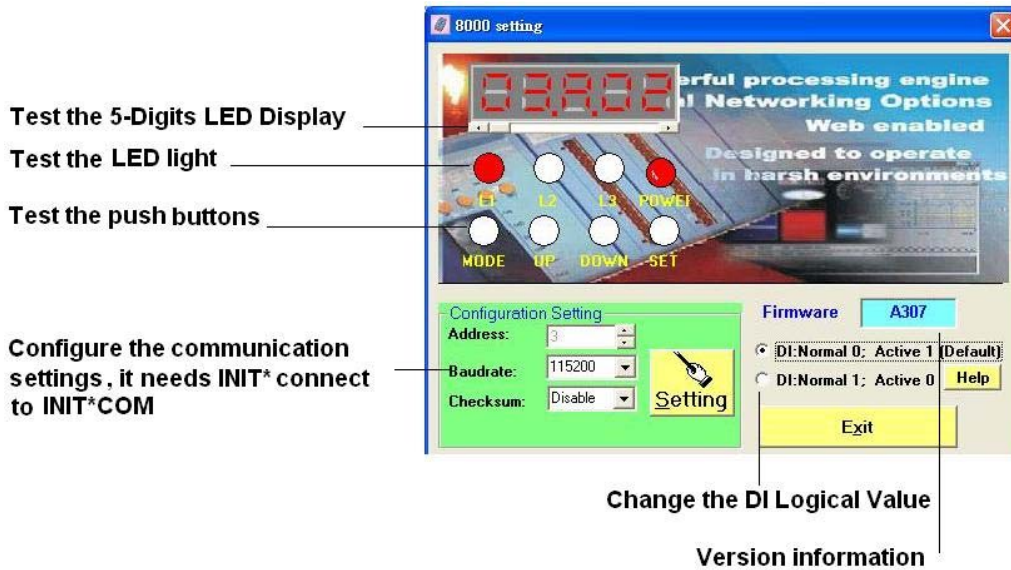 8000 setting
03.8.02
erful processing engine
l Networking Options
Web enabled
Designed to operate
in harsh environments
Test the 5-Digits LED Display
Test the LED light
L1 L2 L3 POWER
Test the push buttons
MODE UP DOWN SET
Configure the communication
settings, it needs INIT* connect
to INIT*COM
Configuration Setting
Address: 3
Baudrate: 115200
Checksum: Disable
Setting
Firmware A307
DI:Normal 0; Active 1 (Default)
DI:Normal 1; Active 0 Help
Exit
Change the DI Logical Value
Version information